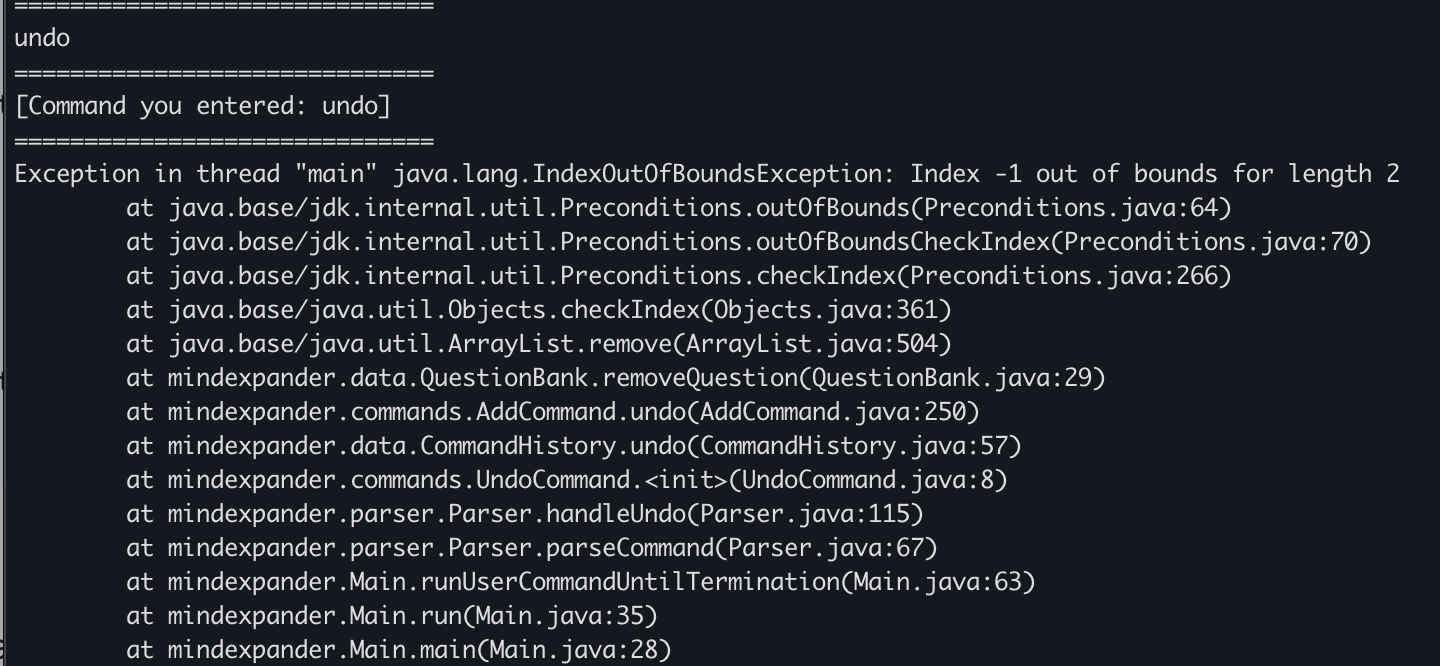 ==============================
undo
==============================
[Command you entered: undo]
==============================
Exception in thread "main" java.lang.IndexOutOfBoundsException: Index -1 out of bounds for length 2
        at java.base/jdk.internal.util.Preconditions.outOfBounds(Preconditions.java:64)
        at java.base/jdk.internal.util.Preconditions.outOfBoundsCheckIndex(Preconditions.java:70)
        at java.base/jdk.internal.util.Preconditions.checkIndex(Preconditions.java:266)
        at java.base/java.util.Objects.checkIndex(Objects.java:361)
        at java.base/java.util.ArrayList.remove(ArrayList.java:504)
        at mindexpander.data.QuestionBank.removeQuestion(QuestionBank.java:29)
        at mindexpander.commands.AddCommand.undo(AddCommand.java:250)
        at mindexpander.data.CommandHistory.undo(CommandHistory.java:57)
        at mindexpander.commands.UndoCommand.<init>(UndoCommand.java:8)
        at mindexpander.parser.Parser.handleUndo(Parser.java:115)
        at mindexpander.parser.Parser.parseCommand(Parser.java:67)
        at mindexpander.Main.runUserCommandUntilTermination(Main.java:63)
        at mindexpander.Main.run(Main.java:35)
        at mindexpander.Main.main(Main.java:28)